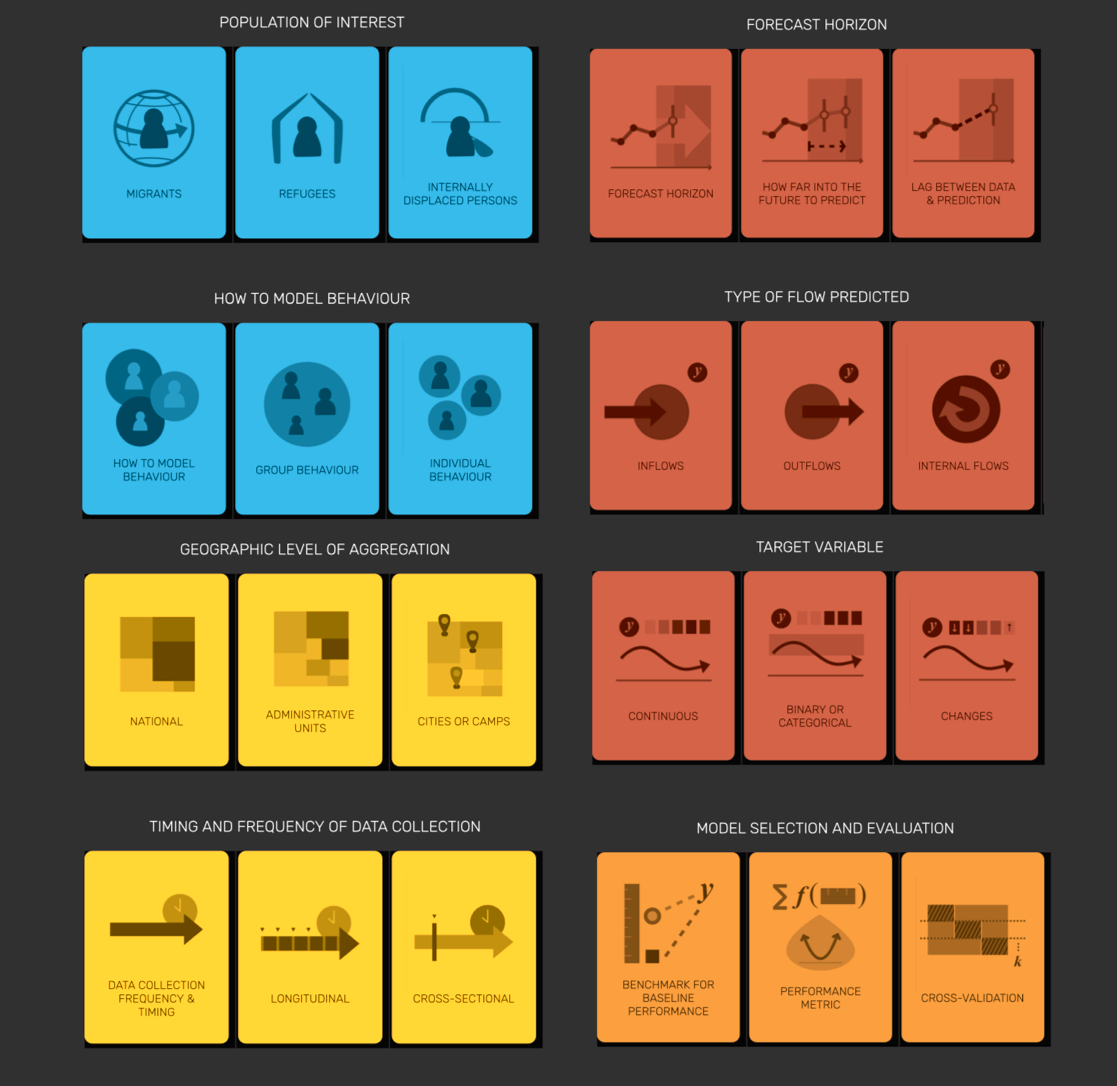 POPULATION OF INTEREST
MIGRANTS
REFUGEES
INTERNALLY
DISPLACED PERSONS
FORECAST HORIZON
FORECAST HORIZON
HOW FAR INTO THE
FUTURE TO PREDICT
LAG BETWEEN DATA
& PREDICTION
HOW TO MODEL BEHAVIOUR
HOW TO MODEL
BEHAVIOUR
GROUP BEHAVIOUR
INDIVIDUAL
BEHAVIOUR
TYPE OF FLOW PREDICTED
y
INFLOWS
y
OUTFLOWS
y
INTERNAL FLOWS
GEOGRAPHIC LEVEL OF AGGREGATION
NATIONAL
ADMINISTRATIVE
UNITS
CITIES OR CAMPS
TARGET VARIABLE
y
CONTINUOUS
y
BINARY OR
CATEGORICAL
y
CHANGES
TIMING AND FREQUENCY OF DATA COLLECTION
DATA COLLECTION
FREQUENCY &
TIMING
LONGITUDINAL
CROSS-SECTIONAL
MODEL SELECTION AND EVALUATION
y
BENCHMARK FOR
BASELINE
PERFORMANCE
Σ f( )
PERFORMANCE
METRIC
k
CROSS-VALIDATION